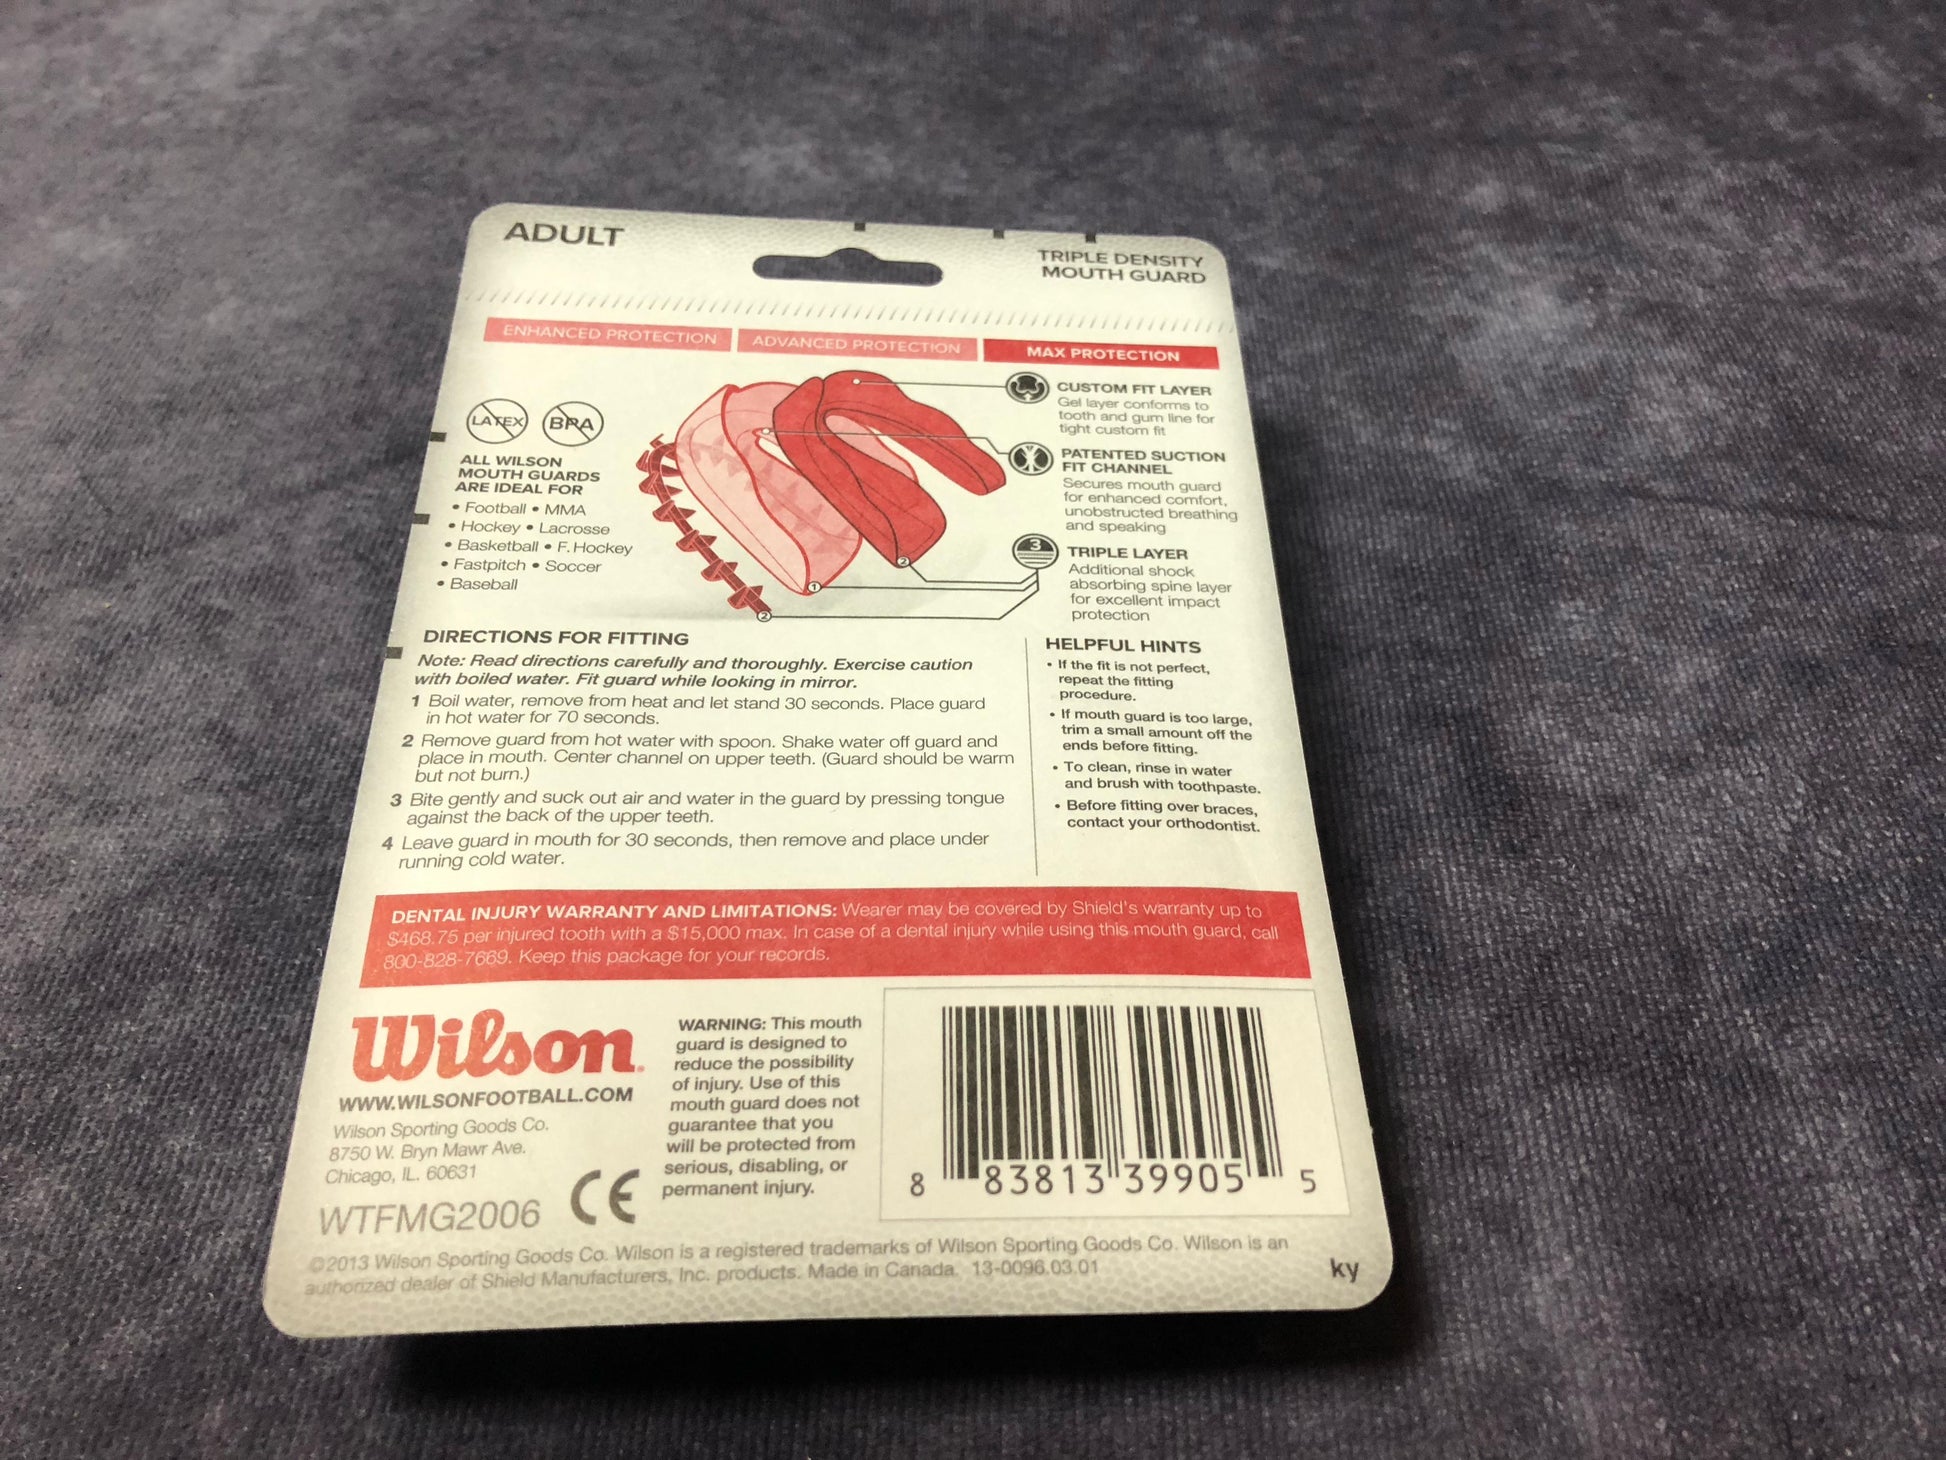 ADULT
TRIPLE DENSITY
MOUTH GUARD
ENHANCED PROTECTION
ADVANCED PROTECTION
MAX PROTECTION
LATEX
BPA
ALL WILSON
MOUTH GUARDS
ARE IDEAL FOR
• Football • MMA
• Hockey • Lacrosse
• Basketball • F. Hockey
• Fastpitch • Soccer
• Baseball
CUSTOM FIT LAYER
Gel layer conforms to
tooth and gum line for
tight custom fit
PATENTED SUCTION
FIT CHANNEL
Secures mouth guard
for enhanced comfort,
unobstructed breathing
and speaking
3
TRIPLE LAYER
Additional shock
absorbing spine layer
for excellent impact
protection
2
1
2
DIRECTIONS FOR FITTING
Note: Read directions carefully and thoroughly. Exercise caution
with boiled water. Fit guard while looking in mirror.
1 Boil water, remove from heat and let stand 30 seconds. Place guard
in hot water for 70 seconds.
2 Remove guard from hot water with spoon. Shake water off guard and
place in mouth. Center channel on upper teeth. (Guard should be warm
but not burn.)
3 Bite gently and suck out air and water in the guard by pressing tongue
against the back of the upper teeth.
4 Leave guard in mouth for 30 seconds, then remove and place under
running cold water.
HELPFUL HINTS
• If the fit is not perfect,
repeat the fitting
procedure.
• If mouth guard is too large,
trim a small amount off the
ends before fitting.
• To clean, rinse in water
and brush with toothpaste.
• Before fitting over braces,
contact your orthodontist.
DENTAL INJURY WARRANTY AND LIMITATIONS: Wearer may be covered by Shield's warranty up to
$468.75 per injured tooth with a $15,000 max. In case of a dental injury while using this mouth guard, call
800-828-7669. Keep this package for your records.
Wilson
WWW.WILSONFOOTBALL.COM
Wilson Sporting Goods Co.
8750 W. Bryn Mawr Ave.
Chicago, IL. 60631
WTFMG2006
CE
WARNING: This mouth
guard is designed to
reduce the possibility
of injury. Use of this
mouth guard does not
guarantee that you
will be protected from
serious, disabling, or
permanent injury.
8 83813 39905 5
©2013 Wilson Sporting Goods Co. Wilson is a registered trademarks of Wilson Sporting Goods Co. Wilson is an
authorized dealer of Shield Manufacturers, Inc. products. Made in Canada. 13-0096.03.01
ky